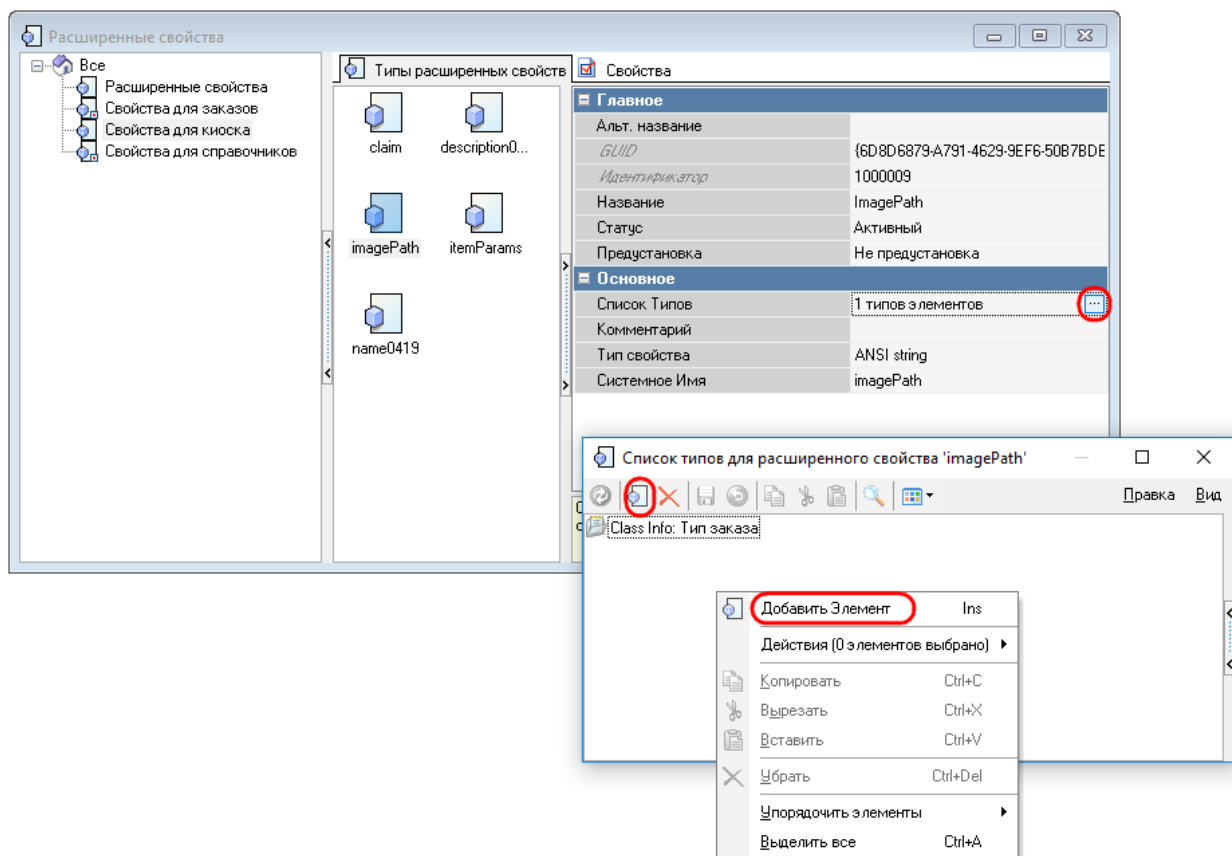 Расширенные свойства
Все
Расширенные свойства
Свойства для заказов
Свойства для киоска
Свойства для справочников
Типы расширенных свойств
Свойства
claim
description0...
imagePath
itemParams
name0419
Главное
Альт. название
GUID {6D8D6879-A791-4629-9EF6-50B7BDE
Идентификатор 1000009
Название ImagePath
Статус Активный
Предустановка Не предустановка
Основное
Список Типов 1 типов элементов ...
Комментарий
Тип свойства ANSI string
Системное Имя imagePath
Список типов для расширенного свойства 'imagePath'
Правка Вид
Class Info: Тип заказа
Добавить Элемент Ins
Действия (0 элементов выбрано)
Копировать Ctrl+C
Вырезать Ctrl+X
Вставить Ctrl+V
Убрать Ctrl+Del
Упорядочить элементы
Выделить все Ctrl+A